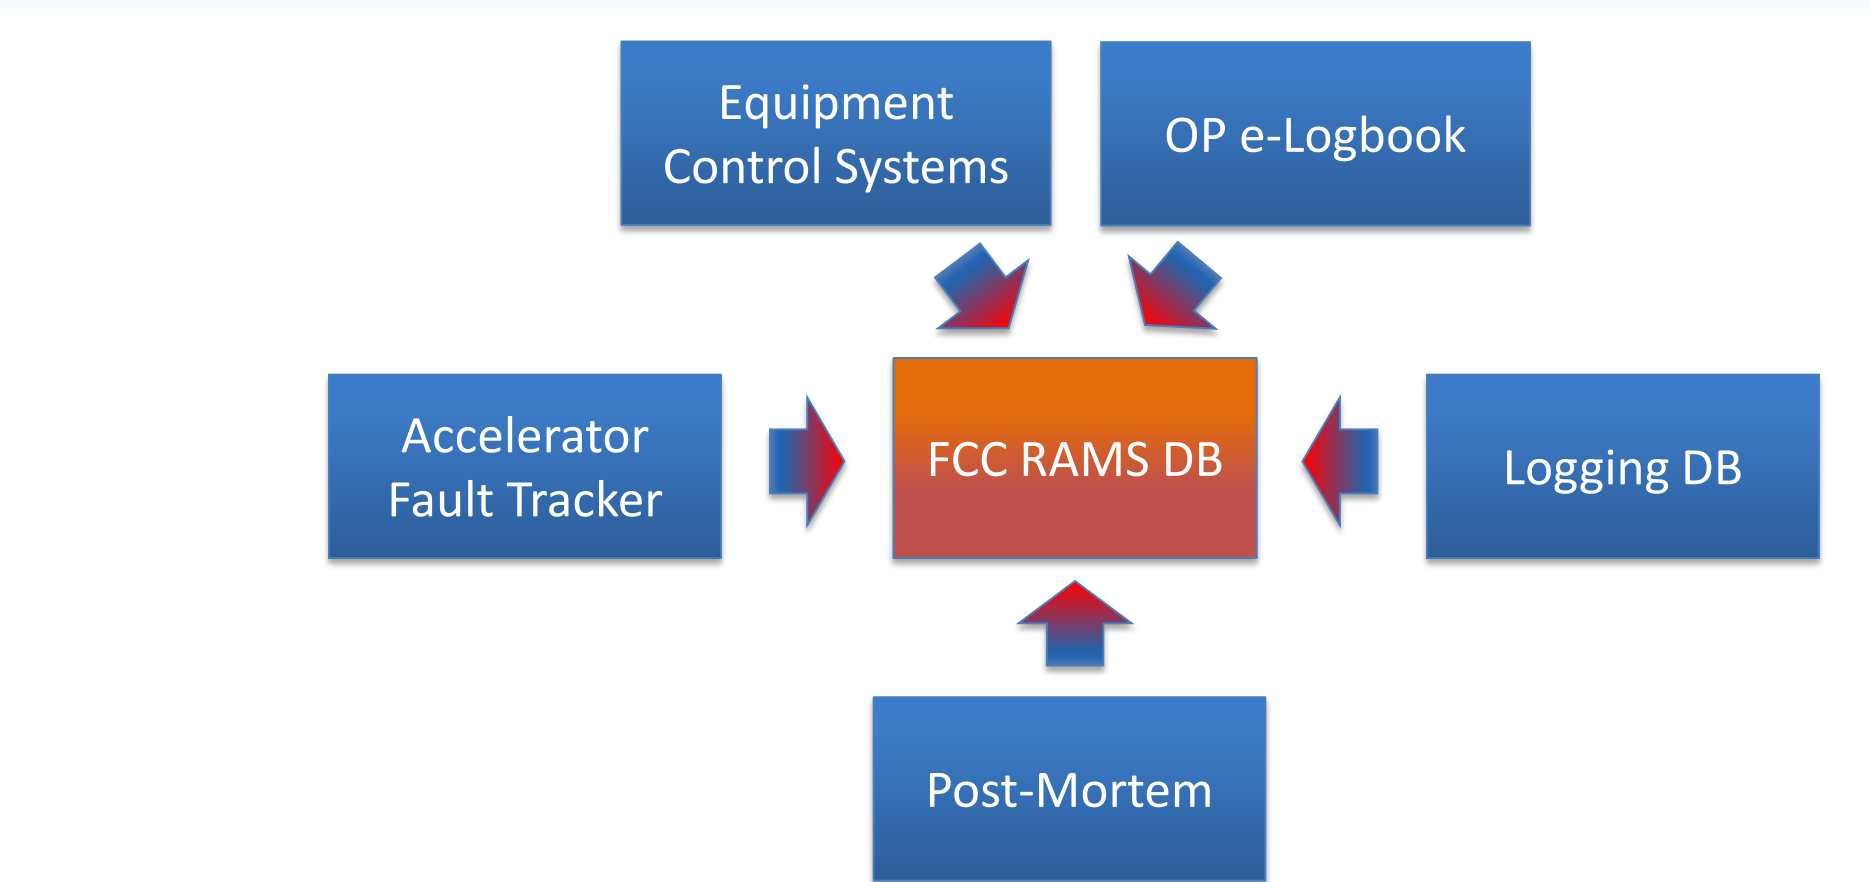 Equipment
Control Systems
OP e-Logbook
Accelerator
Fault Tracker
FCC RAMS DB
Logging DB
Post-Mortem